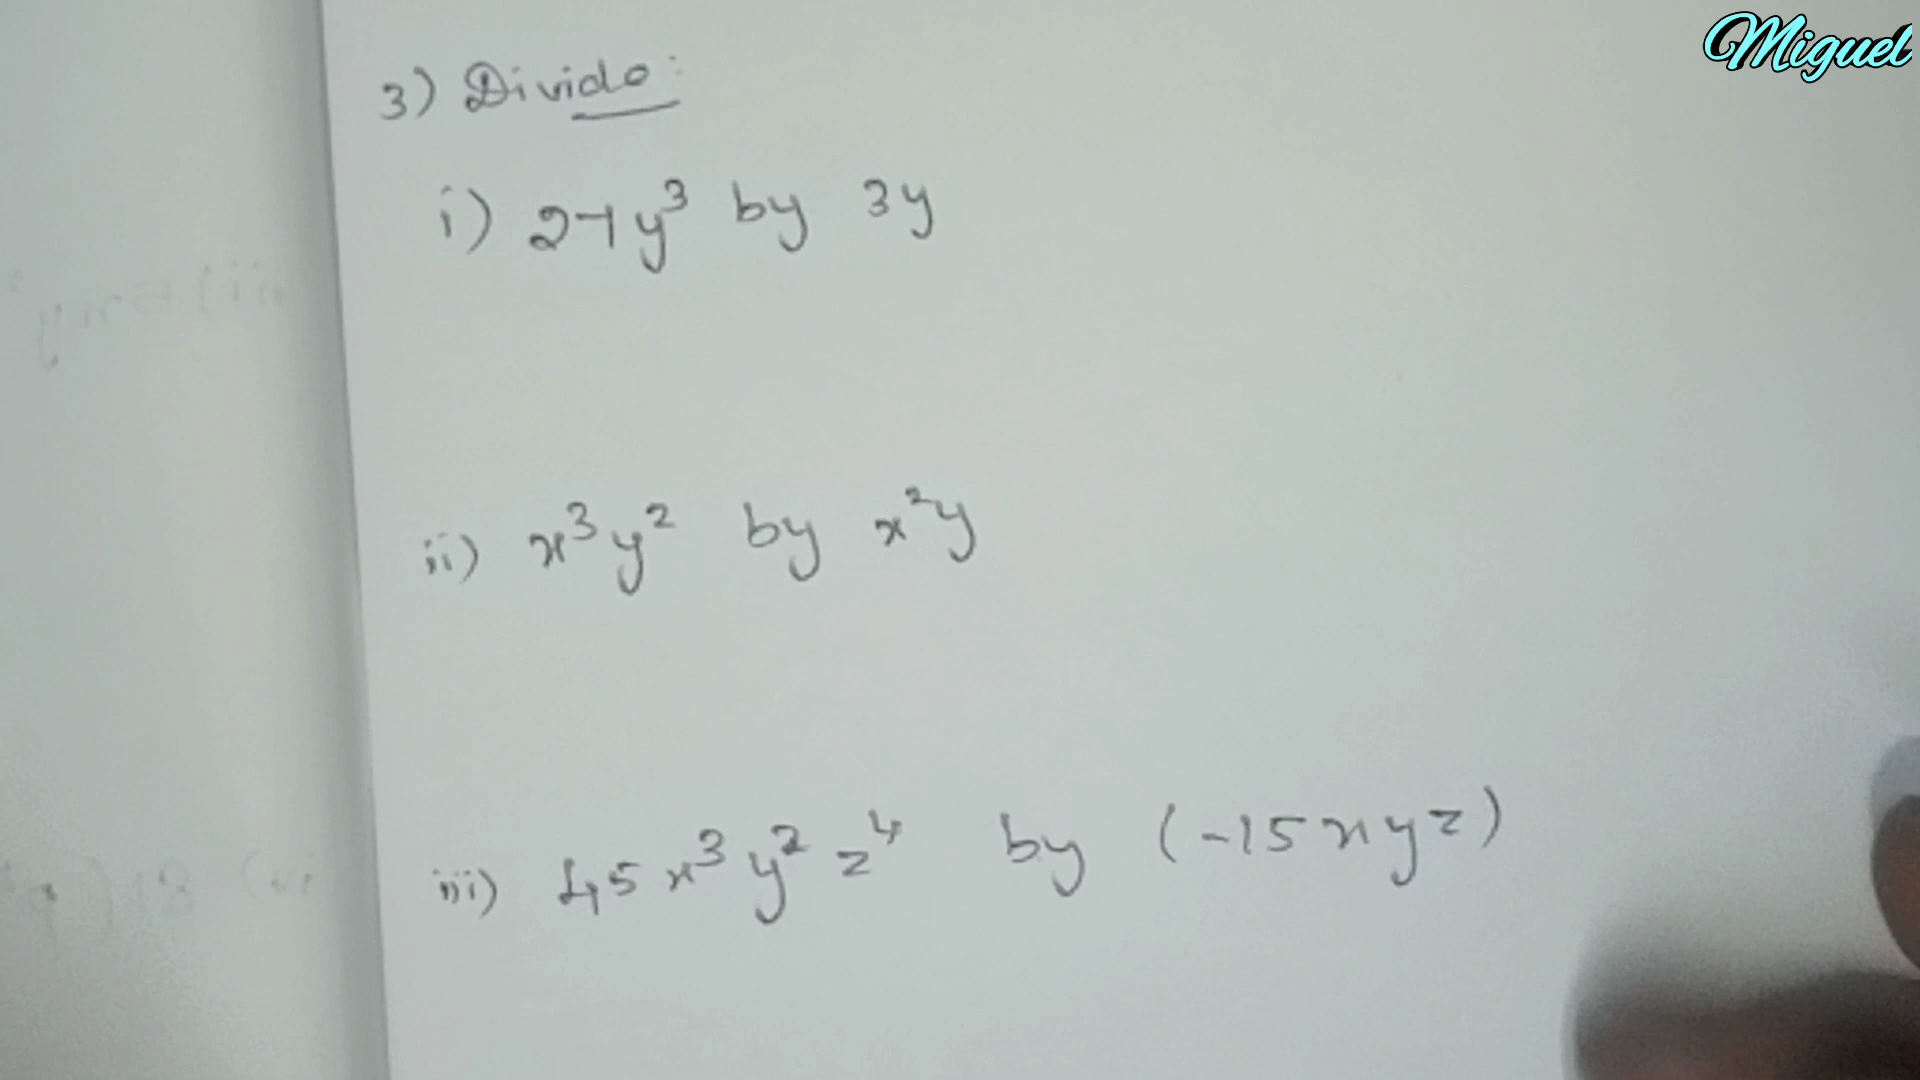 Miguel
3) Divide:
i) 27y³ by 3y
ii) x³y² by x²y
iii) 45x³y²z⁴ by (-15xyz)